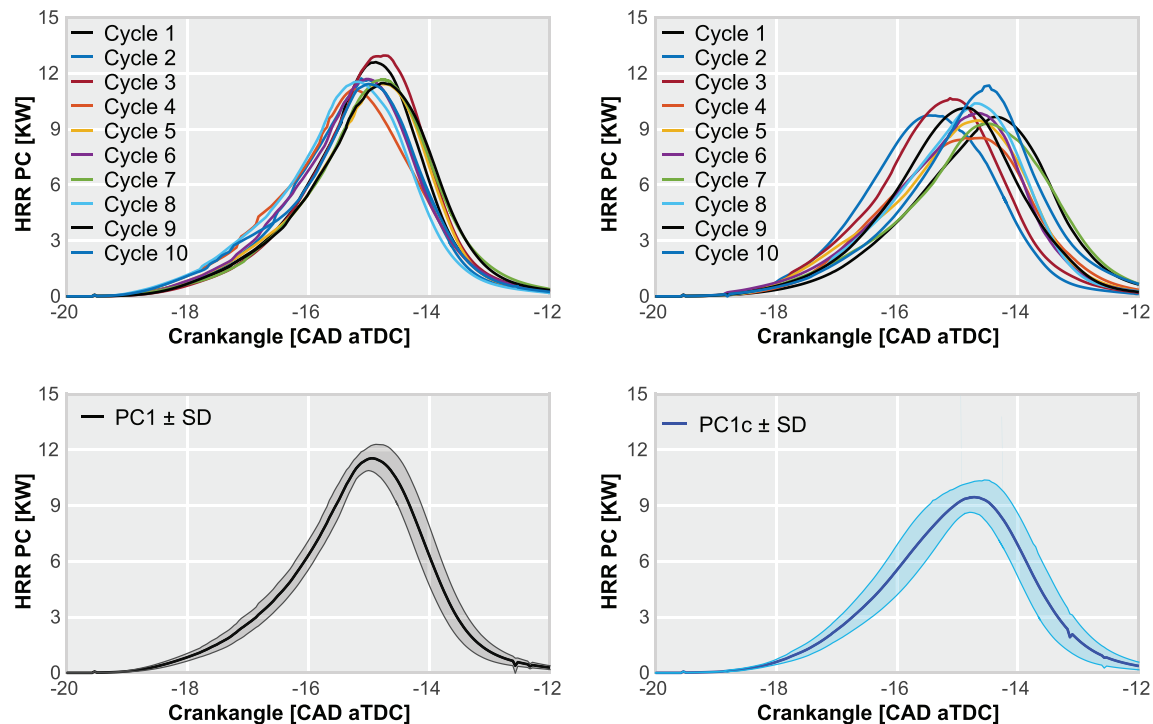 HRR PC [KW]
15
12
9
6
3
0
Cycle 1
Cycle 2
Cycle 3
Cycle 4
Cycle 5
Cycle 6
Cycle 7
Cycle 8
Cycle 9
Cycle 10
-20 -18 -16 -14 -12
Crankangle [CAD aTDC]
HRR PC [KW]
15
12
9
6
3
0
Cycle 1
Cycle 2
Cycle 3
Cycle 4
Cycle 5
Cycle 6
Cycle 7
Cycle 8
Cycle 9
Cycle 10
-20 -18 -16 -14 -12
Crankangle [CAD aTDC]
HRR PC [KW]
15
12
9
6
3
0
PC1 ± SD
-20 -18 -16 -14 -12
Crankangle [CAD aTDC]
HRR PC [KW]
15
12
9
6
3
0
PC1c ± SD
-20 -18 -16 -14 -12
Crankangle [CAD aTDC]